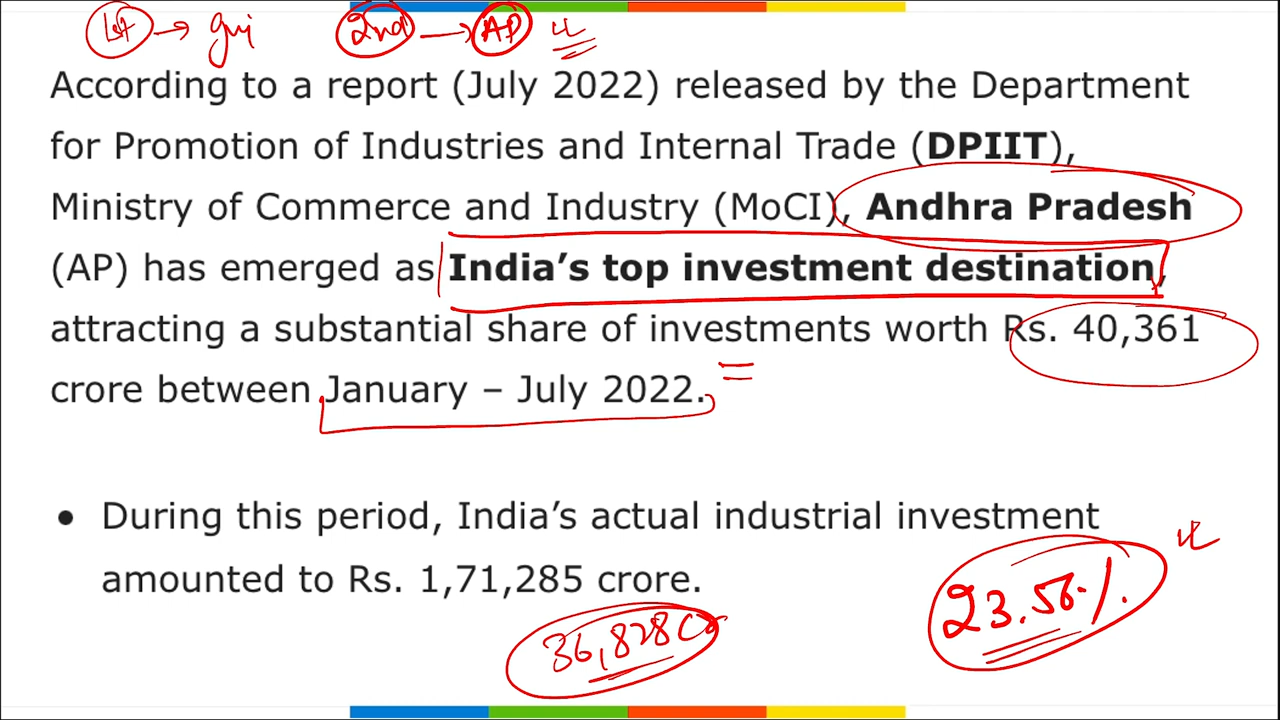 1st → guj 2nd → AP
According to a report (July 2022) released by the Department
for Promotion of Industries and Internal Trade (DPIIT),
Ministry of Commerce and Industry (MoCI), Andhra Pradesh
(AP) has emerged as India’s top investment destination,
attracting a substantial share of investments worth Rs. 40,361
crore between January – July 2022.
● During this period, India’s actual industrial investment
amounted to Rs. 1,71,285 crore.
23.56%.
36,828 Cr